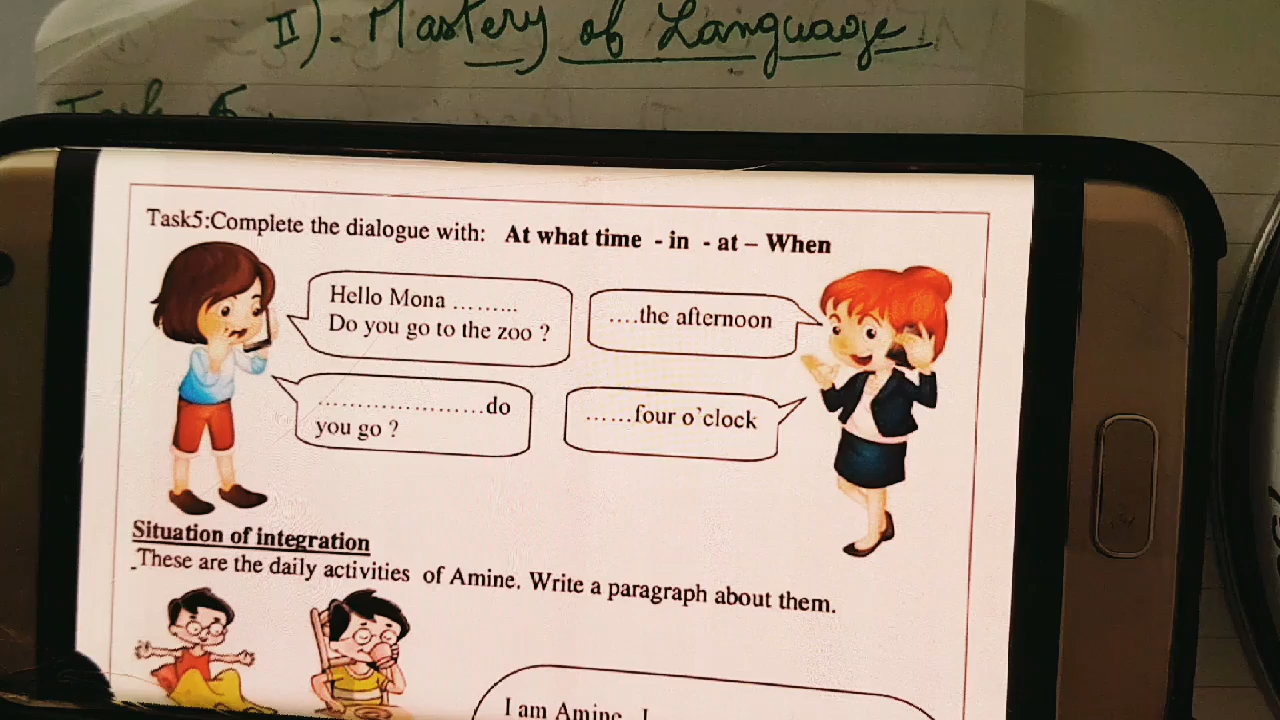 II). Mastery of Language
Task 5:
Task5:Complete the dialogue with: At what time - in - at – When
Hello Mona .........
Do you go to the zoo ?
....the afternoon
......................do
you go ?
......four o’clock
Situation of integration
These are the daily activities of Amine. Write a paragraph about them.
I am Amine. I